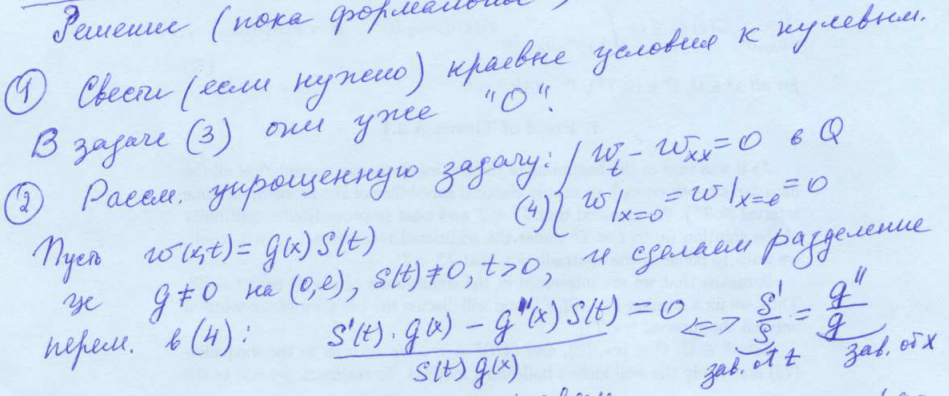 Решение (пока формальное)
① Свести (если нужно) краевые условия к нулевым.
В задаче (3) они уже "0".
② Рассм. упрощенную задачу: (4) { w_t - w_xx = 0 в Q
w|x=0 = w|x=e = 0
Пусть w(x,t) = g(x) S(t)
где g ≠ 0 на (0,e), S(t) ≠ 0, t > 0, и сделаем разделение
перем. в (4): S'(t)·g(x) - g''(x) S(t) = 0 <=> S'/S = g''/g
S(t) g(x) зав. от t зав. от x